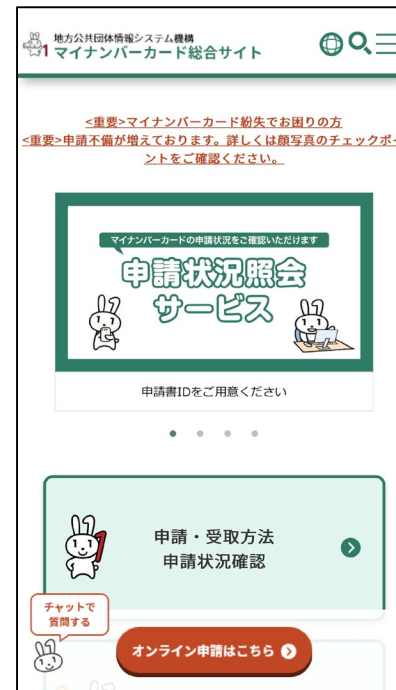 地方公共団体情報システム機構
マイナンバーカード総合サイト
<重要>マイナンバーカード紛失でお困りの方
<重要>申請不備が増えております。詳しくは顔写真のチェックポイ
ントをご確認ください。
マイナンバーカードの申請状況をご確認いただけます
申請状況照会
サービス
申請書IDをご用意ください
申請・受取方法
申請状況確認
チャットで
質問する
オンライン申請はこちら